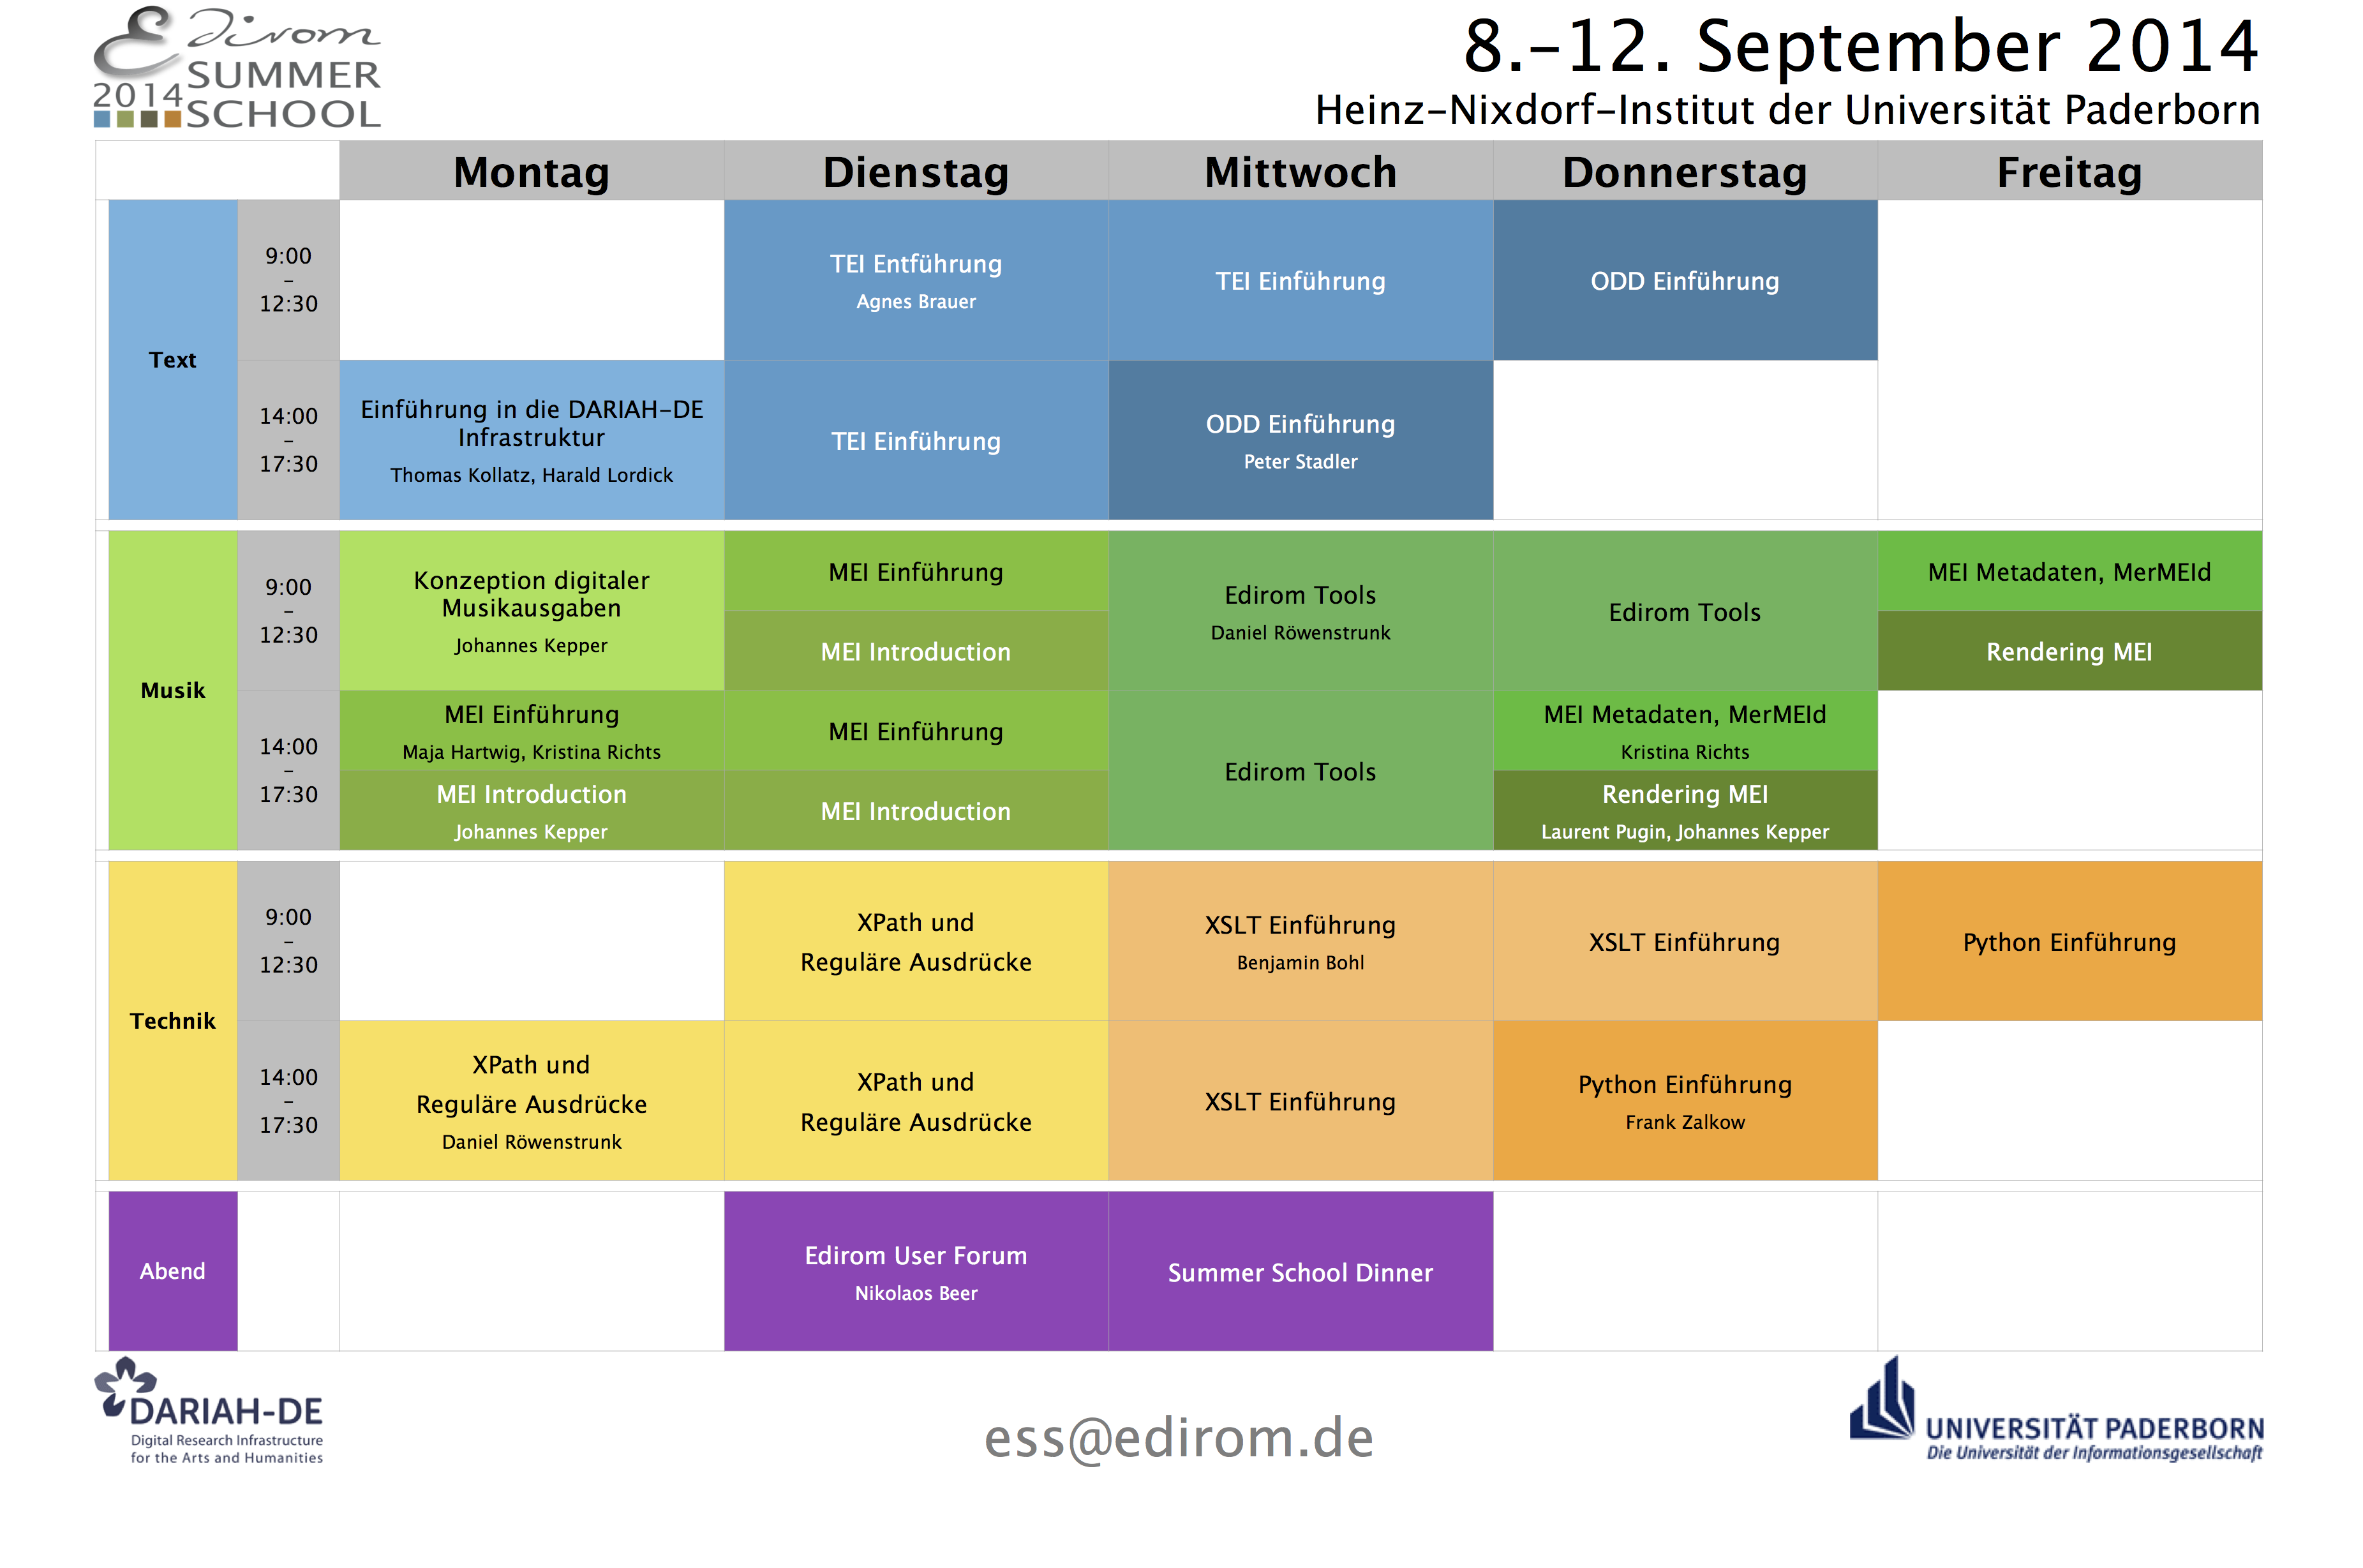 Edirom
SUMMER
2014 SCHOOL
8.–12. September 2014
Heinz–Nixdorf–Institut der Universität Paderborn
Montag Dienstag Mittwoch Donnerstag Freitag
Text
9:00
–
12:30
TEI Entführung
Agnes Brauer
TEI Einführung
ODD Einführung
14:00
–
17:30
Einführung in die DARIAH–DE
Infrastruktur
Thomas Kollatz, Harald Lordick
TEI Einführung
ODD Einführung
Peter Stadler
Musik
9:00
–
12:30
Konzeption digitaler
Musikausgaben
Johannes Kepper
MEI Einführung
MEI Introduction
Edirom Tools
Daniel Röwenstrunk
Edirom Tools
MEI Metadaten, MerMEId
Rendering MEI
14:00
–
17:30
MEI Einführung
Maja Hartwig, Kristina Richts
MEI Introduction
Johannes Kepper
MEI Einführung
MEI Introduction
Edirom Tools
MEI Metadaten, MerMEId
Kristina Richts
Rendering MEI
Laurent Pugin, Johannes Kepper
Technik
9:00
–
12:30
XPath und
Reguläre Ausdrücke
XSLT Einführung
Benjamin Bohl
XSLT Einführung
Python Einführung
14:00
–
17:30
XPath und
Reguläre Ausdrücke
Daniel Röwenstrunk
XPath und
Reguläre Ausdrücke
XSLT Einführung
Python Einführung
Frank Zalkow
Abend
Edirom User Forum
Nikolaos Beer
Summer School Dinner
DARIAH-DE
Digital Research Infrastructure
for the Arts and Humanities
ess@edirom.de
UNIVERSITÄT PADERBORN
Die Universität der Informationsgesellschaft